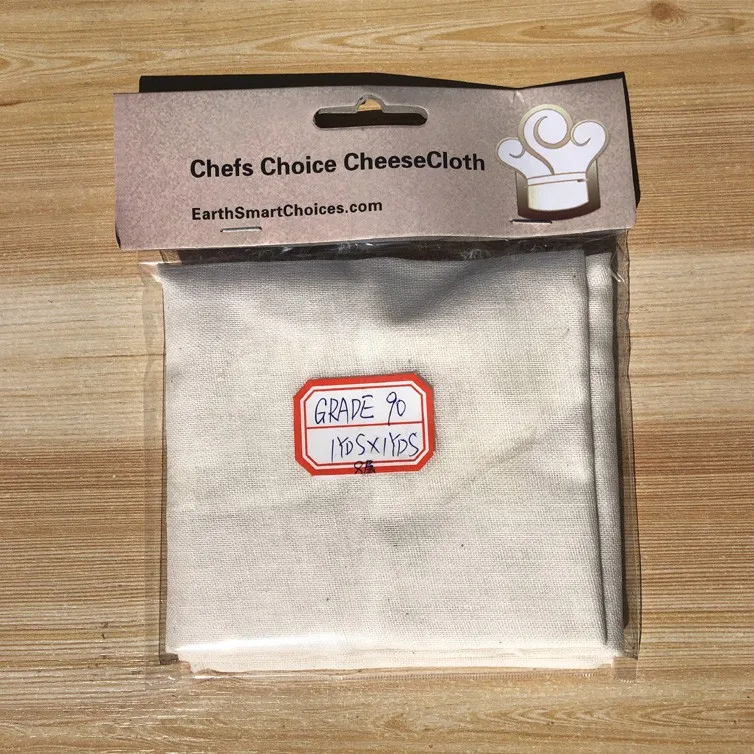 Chefs Choice CheeseCloth
EarthSmartChoices.com
GRADE 90
1YDSX1YDS